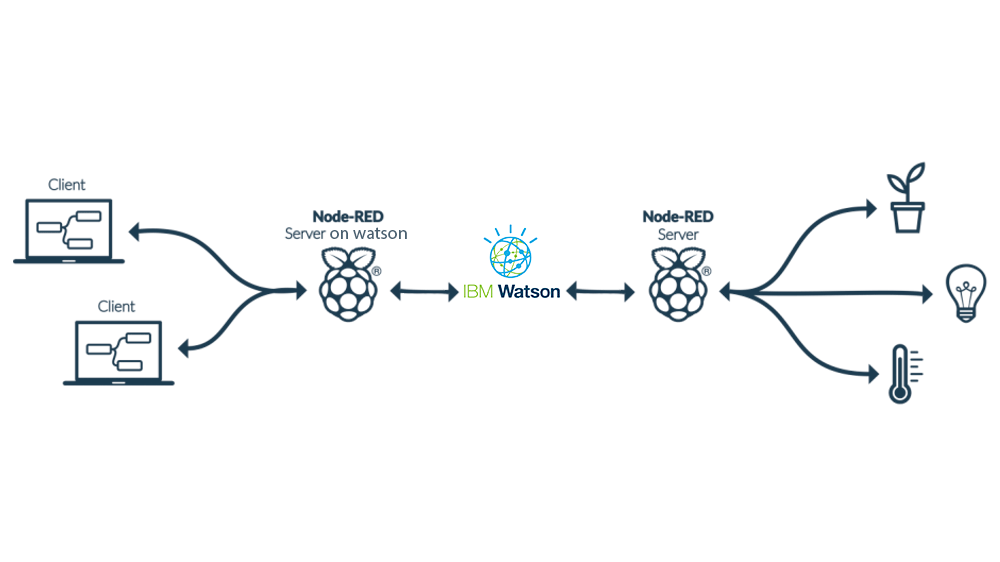 Client
Client
Node-RED
Server on watson
®
IBM Watson
Node-RED
Server
®